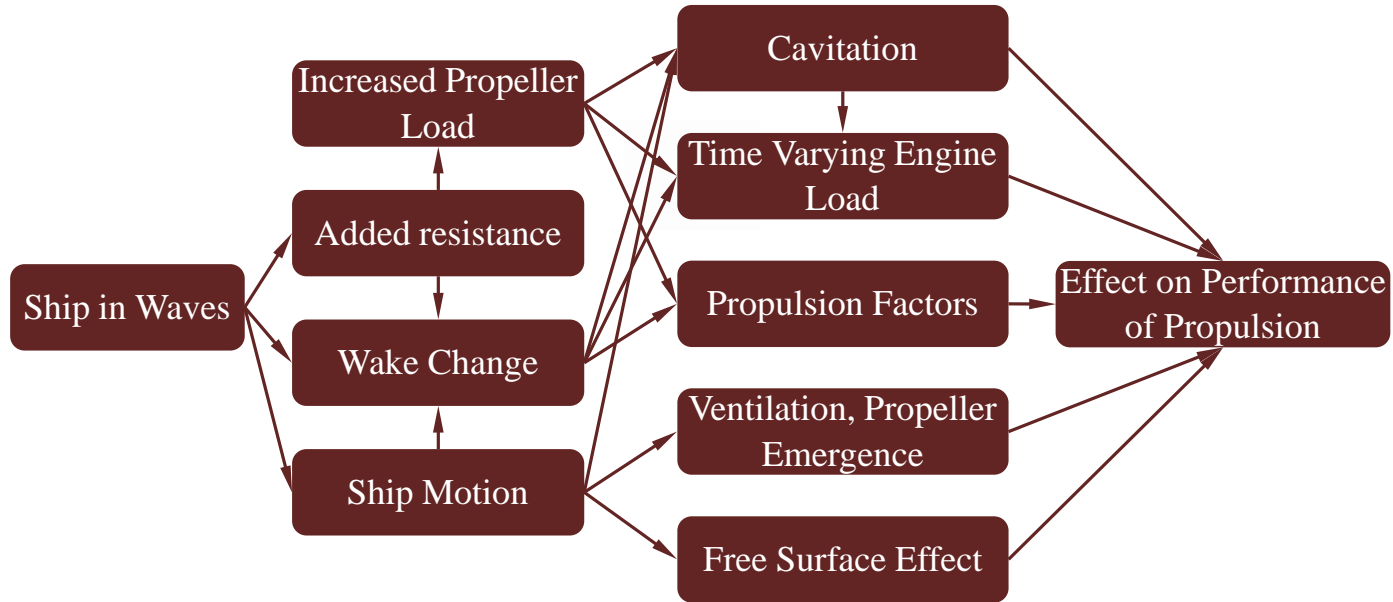 Ship in Waves
Increased Propeller
Load
Added resistance
Wake Change
Ship Motion
Cavitation
Time Varying Engine
Load
Propulsion Factors
Ventilation, Propeller
Emergence
Free Surface Effect
Effect on Performance
of Propulsion